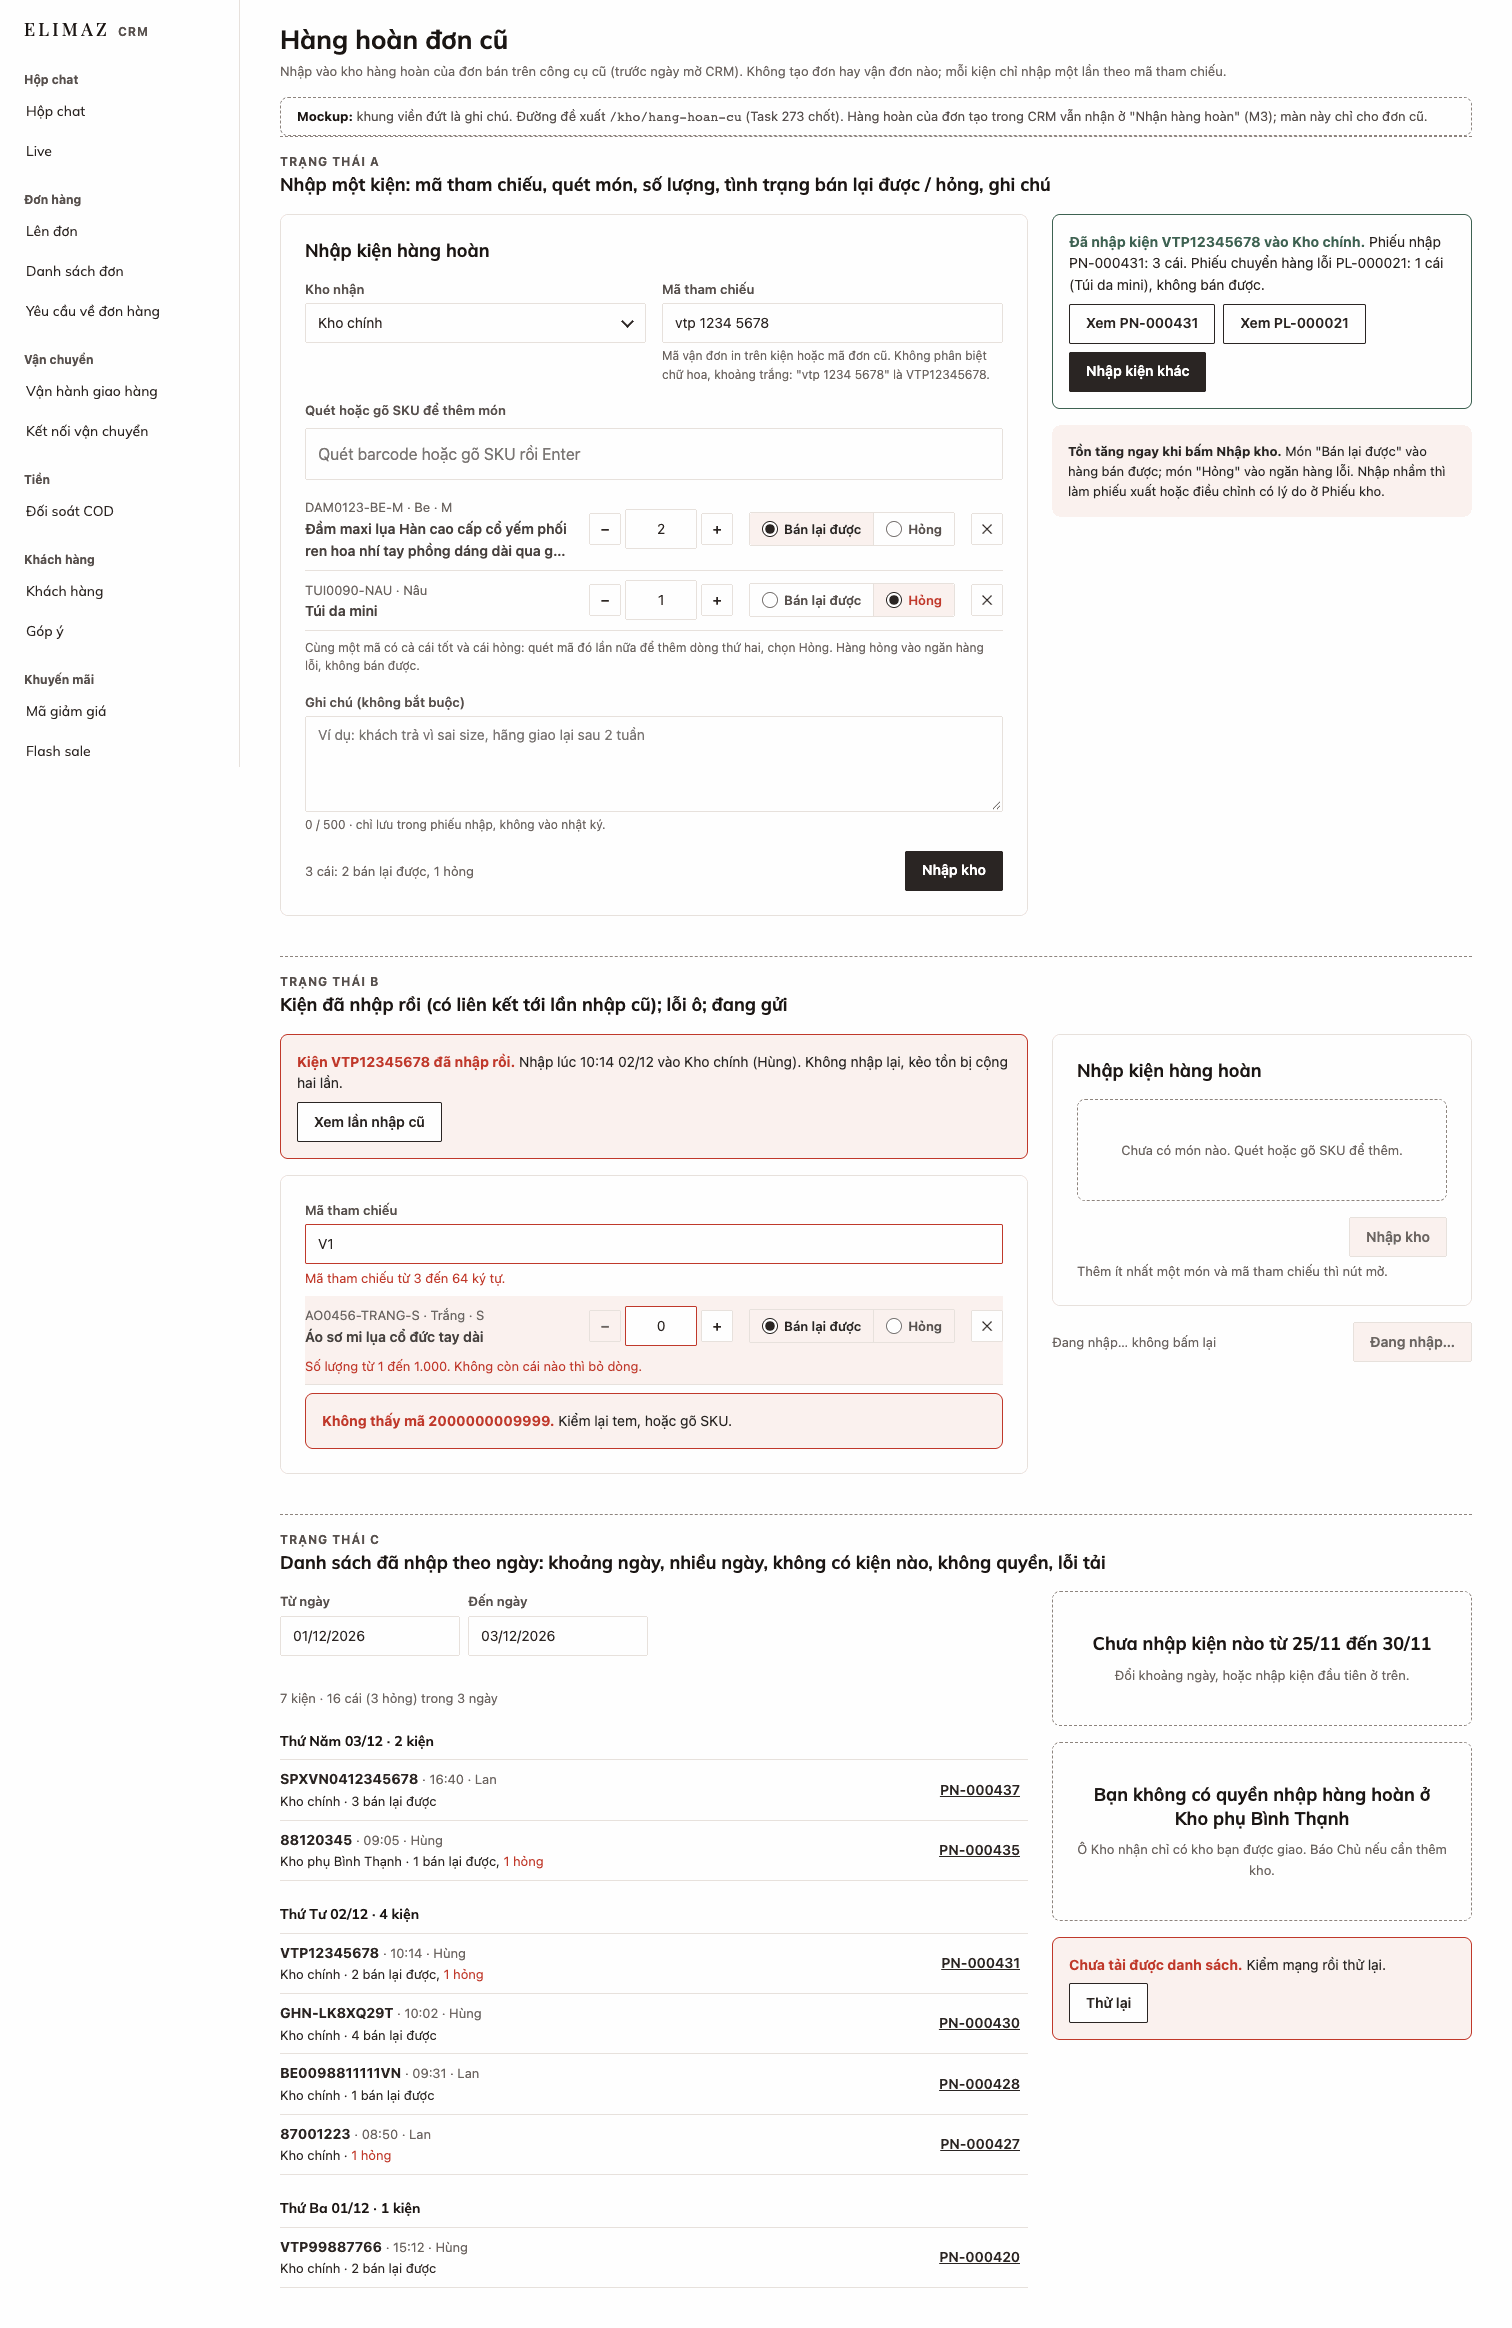 ELIMAZ CRM
Hộp chat
Hộp chat
Live
Đơn hàng
Lên đơn
Danh sách đơn
Yêu cầu về đơn hàng
Vận chuyển
Vận hành giao hàng
Kết nối vận chuyển
Tiền
Đối soát COD
Khách hàng
Khách hàng
Góp ý
Khuyến mãi
Mã giảm giá
Flash sale
Hàng hoàn đơn cũ
Nhập vào kho hàng hoàn của đơn bán trên công cụ cũ (trước ngày mở CRM). Không tạo đơn hay vận đơn nào; mỗi kiện chỉ nhập một lần theo mã tham chiếu.
Mockup: khung viền đứt là ghi chú. Đường đề xuất /kho/hang-hoan-cu (Task 273 chốt). Hàng hoàn của đơn tạo trong CRM vẫn nhận ở "Nhận hàng hoàn" (M3); màn này chỉ cho đơn cũ.
TRẠNG THÁI A
Nhập một kiện: mã tham chiếu, quét món, số lượng, tình trạng bán lại được / hỏng, ghi chú
Nhập kiện hàng hoàn
Kho nhận
Kho chính
Mã tham chiếu
vtp 1234 5678
Mã vận đơn in trên kiện hoặc mã đơn cũ. Không phân biệt
chữ hoa, khoảng trắng: "vtp 1234 5678" là VTP12345678.
Quét hoặc gõ SKU để thêm món
Quét barcode hoặc gõ SKU rồi Enter
DAM0123-BE-M · Be · M
Đầm maxi lụa Hàn cao cấp cổ yếm phối
ren hoa nhí tay phồng dáng dài qua g...
− 2 + Bán lại được Hỏng ×
TUI0090-NAU · Nâu
Túi da mini
− 1 + Bán lại được Hỏng ×
Cùng một mã có cả cái tốt và cái hỏng: quét mã đó lần nữa để thêm dòng thứ hai, chọn Hỏng. Hàng hỏng vào ngăn hàng
lỗi, không bán được.
Ghi chú (không bắt buộc)
Ví dụ: khách trả vì sai size, hãng giao lại sau 2 tuần
0 / 500 · chỉ lưu trong phiếu nhập, không vào nhật ký.
3 cái: 2 bán lại được, 1 hỏng
Nhập kho
Đã nhập kiện VTP12345678 vào Kho chính. Phiếu nhập
PN-000431: 3 cái. Phiếu chuyển hàng lỗi PL-000021: 1 cái
(Túi da mini), không bán được.
Xem PN-000431
Xem PL-000021
Nhập kiện khác
Tồn tăng ngay khi bấm Nhập kho. Món "Bán lại được" vào
hàng bán được; món "Hỏng" vào ngăn hàng lỗi. Nhập nhầm thì
làm phiếu xuất hoặc điều chỉnh có lý do ở Phiếu kho.
TRẠNG THÁI B
Kiện đã nhập rồi (có liên kết tới lần nhập cũ); lỗi ô; đang gửi
Kiện VTP12345678 đã nhập rồi. Nhập lúc 10:14 02/12 vào Kho chính (Hùng). Không nhập lại, kẻo tồn bị cộng
hai lần.
Xem lần nhập cũ
Mã tham chiếu
V1
Mã tham chiếu từ 3 đến 64 ký tự.
AO0456-TRANG-S · Trắng · S
Áo sơ mi lụa cổ đức tay dài
− 0 + Bán lại được Hỏng ×
Số lượng từ 1 đến 1.000. Không còn cái nào thì bỏ dòng.
Không thấy mã 2000000009999. Kiểm lại tem, hoặc gõ SKU.
Nhập kiện hàng hoàn
Chưa có món nào. Quét hoặc gõ SKU để thêm.
Nhập kho
Thêm ít nhất một món và mã tham chiếu thì nút mở.
Đang nhập... không bấm lại
Đang nhập...
TRẠNG THÁI C
Danh sách đã nhập theo ngày: khoảng ngày, nhiều ngày, không có kiện nào, không quyền, lỗi tải
Từ ngày
01/12/2026
Đến ngày
03/12/2026
7 kiện · 16 cái (3 hỏng) trong 3 ngày
Thứ Năm 03/12 · 2 kiện
SPXVN0412345678 · 16:40 · Lan
Kho chính · 3 bán lại được
PN-000437
88120345 · 09:05 · Hùng
Kho phụ Bình Thạnh · 1 bán lại được, 1 hỏng
PN-000435
Thứ Tư 02/12 · 4 kiện
VTP12345678 · 10:14 · Hùng
Kho chính · 2 bán lại được, 1 hỏng
PN-000431
GHN-LK8XQ29T · 10:02 · Hùng
Kho chính · 4 bán lại được
PN-000430
BE0098811111VN · 09:31 · Lan
Kho chính · 1 bán lại được
PN-000428
87001223 · 08:50 · Lan
Kho chính · 1 hỏng
PN-000427
Thứ Ba 01/12 · 1 kiện
VTP99887766 · 15:12 · Hùng
Kho chính · 2 bán lại được
PN-000420
Chưa nhập kiện nào từ 25/11 đến 30/11
Đổi khoảng ngày, hoặc nhập kiện đầu tiên ở trên.
Bạn không có quyền nhập hàng hoàn ở
Kho phụ Bình Thạnh
Ô Kho nhận chỉ có kho bạn được giao. Báo Chủ nếu cần thêm
kho.
Chưa tải được danh sách. Kiểm mạng rồi thử lại.
Thử lại